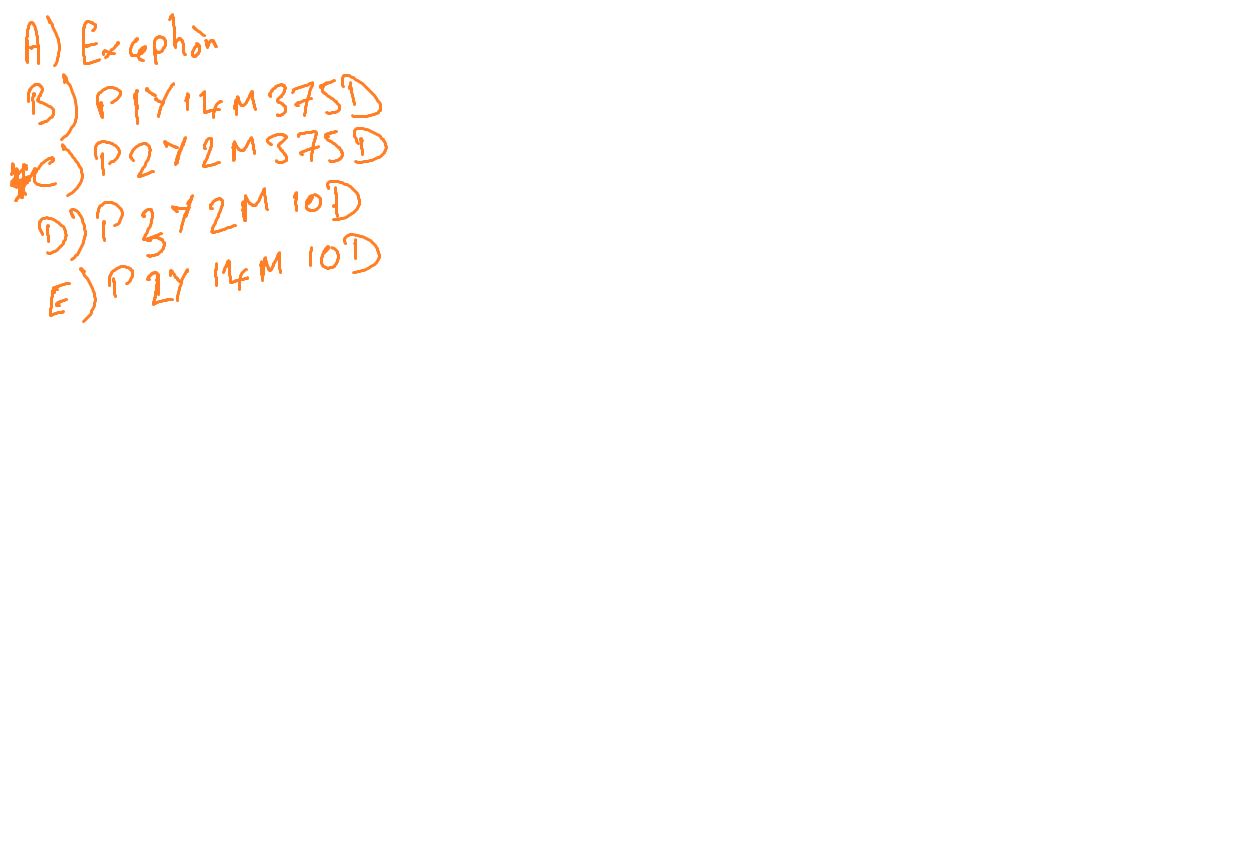 A) Exception
B) P1Y14M375D
*C) P2Y2M375D
D) P3Y2M10D
E) P2Y14M10D